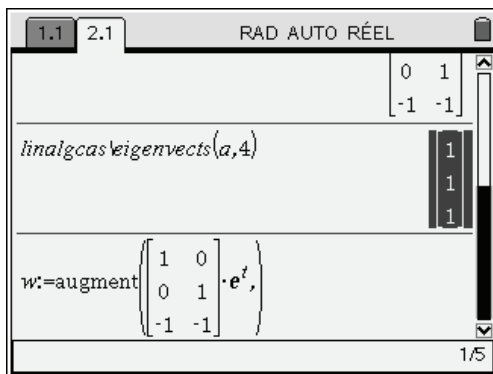 1.1 2.1 RAD AUTO RÉEL
0 1
-1 -1
linalgcas\eigenvects(a,4)
1
1
1
w:=augment([1 0
0 1
-1 -1]·e^t,)
1/5